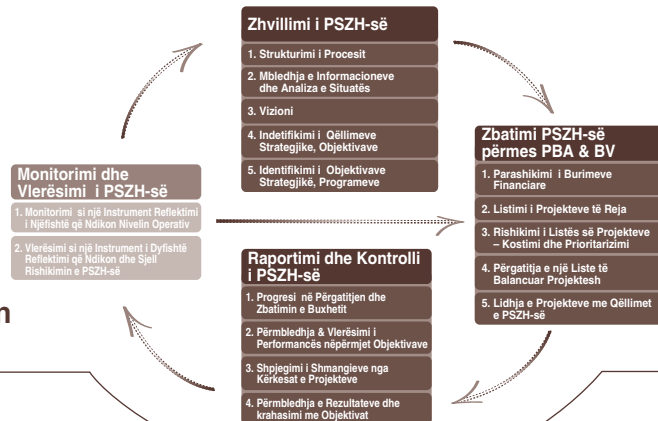 Zhvillimi i PSZH-së
1. Strukturimi i Procesit
2. Mbledhja e Informacioneve
dhe Analiza e Situatës
3. Vizioni
4. Indetifikimi i Qëllimeve
Strategjike, Objektivave
5. Identifikimi i Objektivave
Strategjikë, Programeve
Zbatimi PSZH-së
përmes PBA & BV
1. Parashikimi i Burimeve
Financiare
2. Listimi i Projekteve të Reja
3. Rishikimi i Listës së Projekteve
– Kostimi dhe Prioritarizimi
4. Përgatitja e një Liste të
Balancuar Projektesh
5. Lidhja e Projekteve me Qëllimet
e PSZH-së
Monitorimi dhe
Vlerësimi i PSZH-së
1. Monitorimi si një Instrument Reflektimi
i Njëfishtë që Ndikon Nivelin Operativ
2. Vlerësimi si një Instrument i Dyfishtë
Reflektimi që Ndikon dhe Sjell
Rishikimin e PSZH-së
Raportimi dhe Kontrolli
i PSZH-së
1. Progresi në Përgatitjen dhe
Zbatimin e Buxhetit
2. Përmbledhja & Vlerësimi i
Performancës nëpërmjet Objektivave
3. Shpjegimi i Shmangieve nga
Kërkesat e Projekteve
4. Përmbledhja e Rezultateve dhe
krahasimi me Objektivat